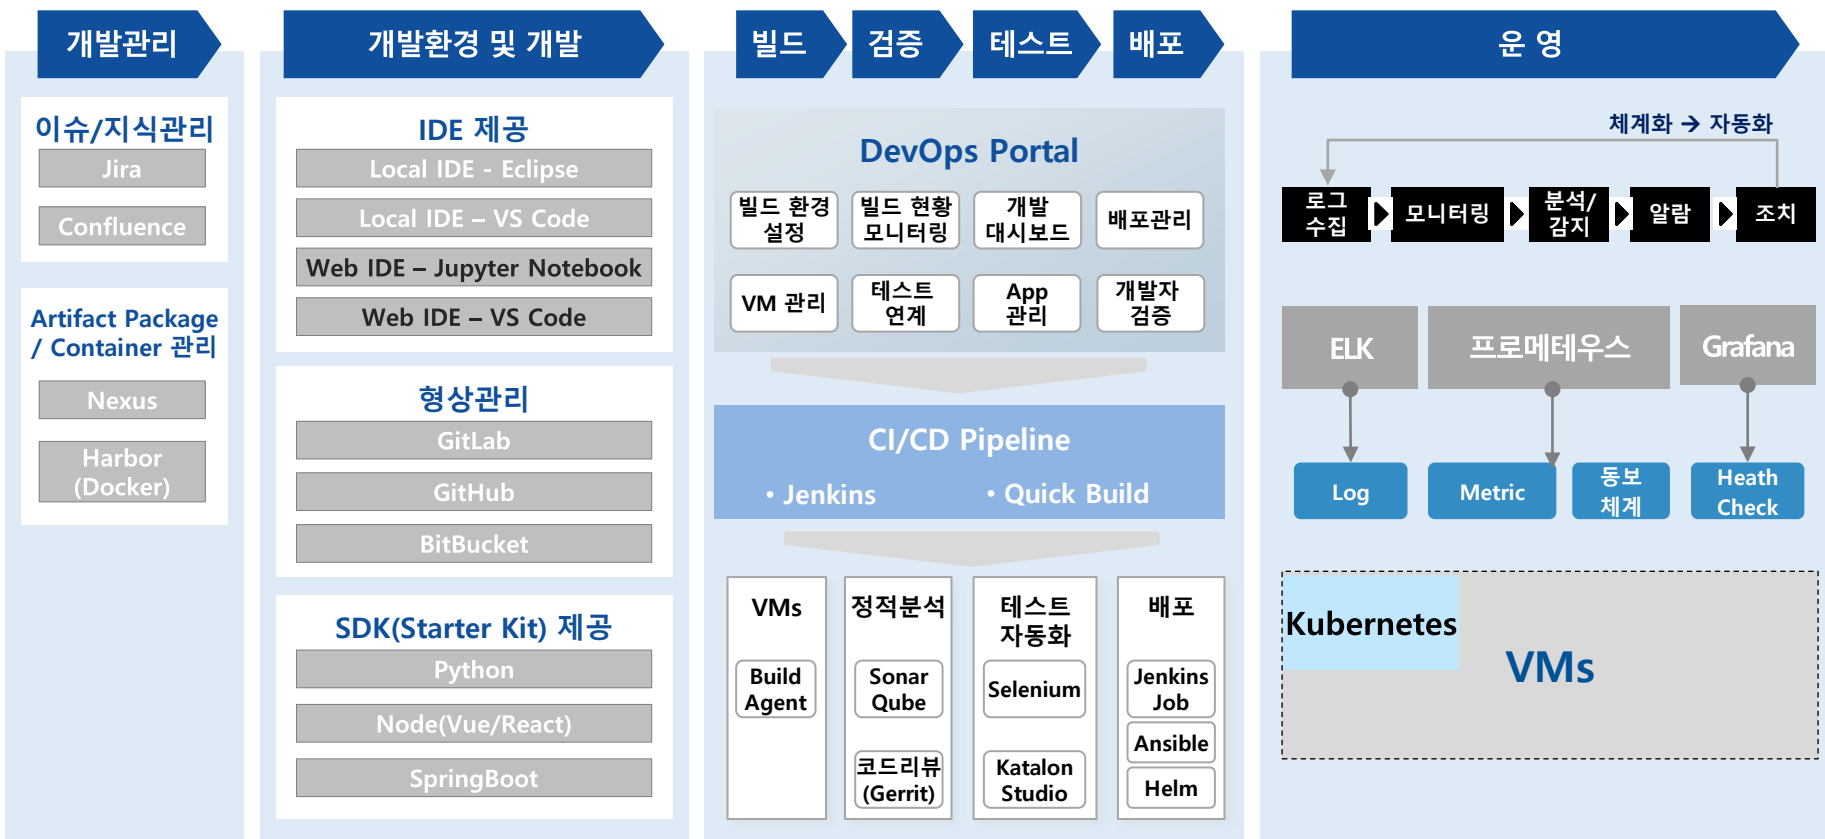 개발관리
이슈/지식관리
Jira
Confluence
Artifact Package
/ Container 관리
Nexus
Harbor
(Docker)
개발환경 및 개발
IDE 제공
Local IDE - Eclipse
Local IDE – VS Code
Web IDE – Jupyter Notebook
Web IDE – VS Code
형상관리
GitLab
GitHub
BitBucket
SDK(Starter Kit) 제공
Python
Node(Vue/React)
SpringBoot
빌드
검증
테스트
배포
DevOps Portal
빌드 환경
설정
빌드 현황
모니터링
개발
대시보드
배포관리
VM 관리
테스트
연계
App
관리
개발자
검증
CI/CD Pipeline
• Jenkins
• Quick Build
VMs
Build
Agent
정적분석
Sonar
Qube
코드리뷰
(Gerrit)
테스트
자동화
Selenium
Katalon
Studio
배포
Jenkins
Job
Ansible
Helm
운 영
체계화 → 자동화
로그
수집
모니터링
분석/
감지
알람
조치
ELK
프로메테우스
Grafana
Log
Metric
통보
체계
Heath
Check
Kubernetes
VMs